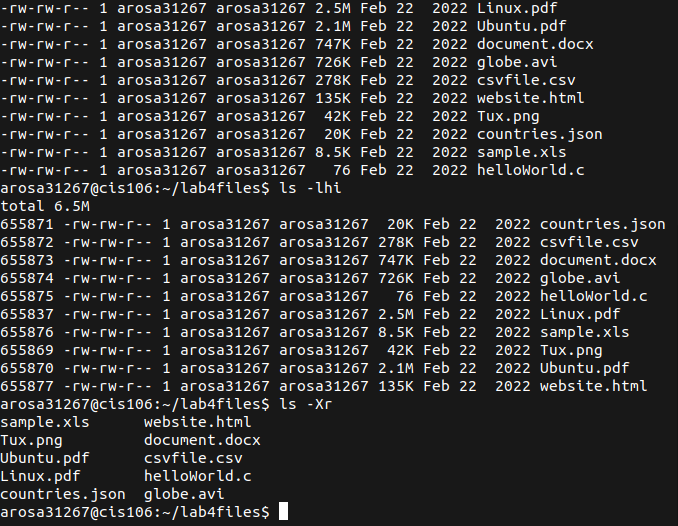 -rw-rw-r-- 1 arosa31267 arosa31267 2.5M Feb 22  2022 Linux.pdf
-rw-rw-r-- 1 arosa31267 arosa31267 2.1M Feb 22  2022 Ubuntu.pdf
-rw-rw-r-- 1 arosa31267 arosa31267 747K Feb 22  2022 document.docx
-rw-rw-r-- 1 arosa31267 arosa31267 726K Feb 22  2022 globe.avi
-rw-rw-r-- 1 arosa31267 arosa31267 278K Feb 22  2022 csvfile.csv
-rw-rw-r-- 1 arosa31267 arosa31267 135K Feb 22  2022 website.html
-rw-rw-r-- 1 arosa31267 arosa31267  42K Feb 22  2022 Tux.png
-rw-rw-r-- 1 arosa31267 arosa31267  20K Feb 22  2022 countries.json
-rw-rw-r-- 1 arosa31267 arosa31267 8.5K Feb 22  2022 sample.xls
-rw-rw-r-- 1 arosa31267 arosa31267   76 Feb 22  2022 helloWorld.c
arosa31267@cis106:~/lab4files$ ls -lhi
total 6.5M
655871 -rw-rw-r-- 1 arosa31267 arosa31267  20K Feb 22  2022 countries.json
655872 -rw-rw-r-- 1 arosa31267 arosa31267 278K Feb 22  2022 csvfile.csv
655873 -rw-rw-r-- 1 arosa31267 arosa31267 747K Feb 22  2022 document.docx
655874 -rw-rw-r-- 1 arosa31267 arosa31267 726K Feb 22  2022 globe.avi
655875 -rw-rw-r-- 1 arosa31267 arosa31267   76 Feb 22  2022 helloWorld.c
655837 -rw-rw-r-- 1 arosa31267 arosa31267 2.5M Feb 22  2022 Linux.pdf
655876 -rw-rw-r-- 1 arosa31267 arosa31267 8.5K Feb 22  2022 sample.xls
655869 -rw-rw-r-- 1 arosa31267 arosa31267  42K Feb 22  2022 Tux.png
655870 -rw-rw-r-- 1 arosa31267 arosa31267 2.1M Feb 22  2022 Ubuntu.pdf
655877 -rw-rw-r-- 1 arosa31267 arosa31267 135K Feb 22  2022 website.html
arosa31267@cis106:~/lab4files$ ls -Xr
sample.xls      website.html
Tux.png         document.docx
Ubuntu.pdf      csvfile.csv
Linux.pdf       helloWorld.c
countries.json  globe.avi
arosa31267@cis106:~/lab4files$